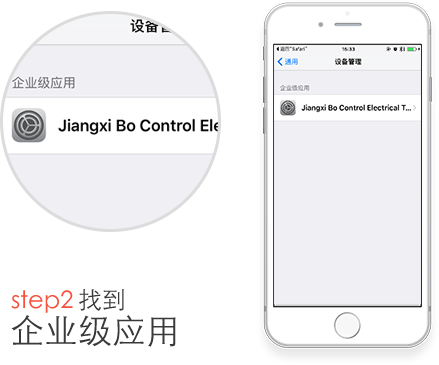 设备管
企业级应用
Jiangxi Bo Control Ele
返回"Safari" 15:33
通用 设备管理
企业级应用
Jiangxi Bo Control Electrical T...
step2 找到
企业级应用